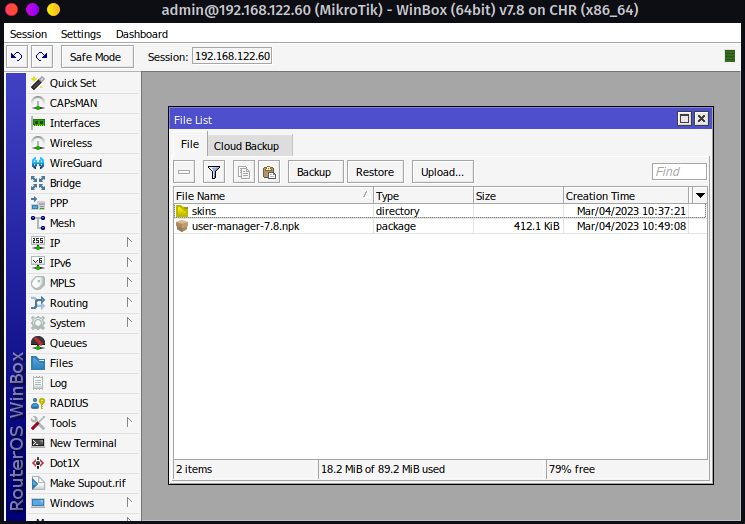 admin@192.168.122.60 (MikroTik) - WinBox (64bit) v7.8 on CHR (x86_64)
Session Settings Dashboard
Safe Mode Session: 192.168.122.60
RouterOS WinBox
Quick Set
CAPsMAN
Interfaces
Wireless
WireGuard
Bridge
PPP
Mesh
IP
IPv6
MPLS
Routing
System
Queues
Files
Log
RADIUS
Tools
New Terminal
Dot1X
Make Supout.rif
Windows
File List
File Cloud Backup
Backup Restore Upload... Find
File Name Type Size Creation Time
skins directory Mar/04/2023 10:37:21
user-manager-7.8.npk package 412.1 KiB Mar/04/2023 10:49:08
2 items 18.2 MiB of 89.2 MiB used 79% free